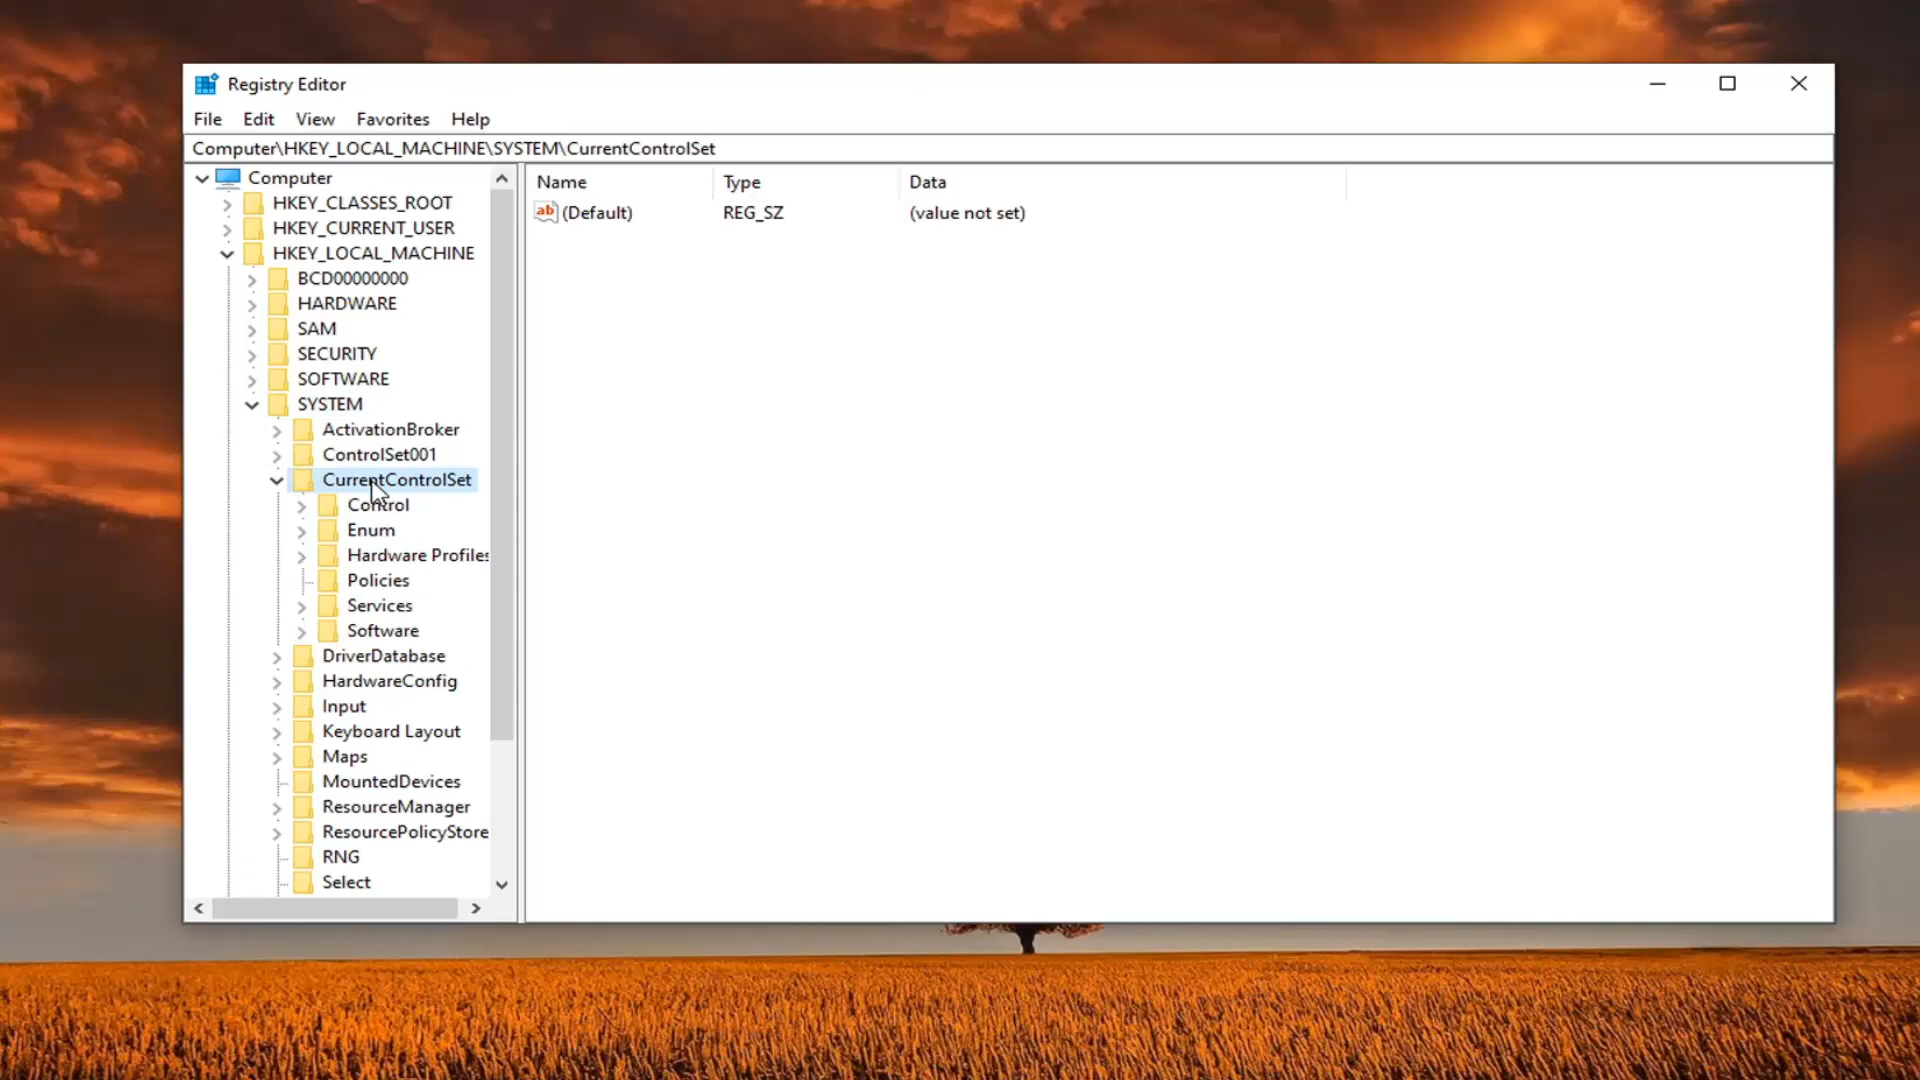 Registry Editor
File Edit View Favorites Help
Computer\HKEY_LOCAL_MACHINE\SYSTEM\CurrentControlSet
Computer
HKEY_CLASSES_ROOT
HKEY_CURRENT_USER
HKEY_LOCAL_MACHINE
BCD00000000
HARDWARE
SAM
SECURITY
SOFTWARE
SYSTEM
ActivationBroker
ControlSet001
CurrentControlSet
Control
Enum
Hardware Profiles
Policies
Services
Software
DriverDatabase
HardwareConfig
Input
Keyboard Layout
Maps
MountedDevices
ResourceManager
ResourcePolicyStore
RNG
Select
Name Type Data
ab (Default) REG_SZ (value not set)